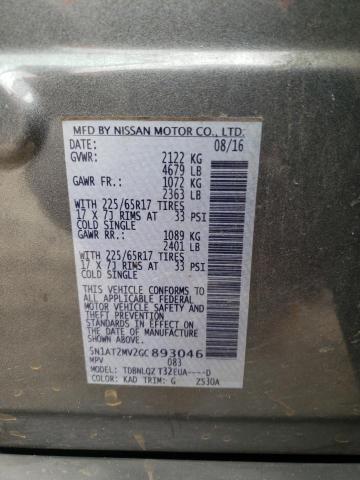 MFD BY NISSAN MOTOR CO., LTD.
DATE: 08/16
GVWR: 2122 KG
4679 LB
GAWR FR: 1072 KG
2363 LB
WITH 225/65R17 TIRES
17 X 7J RIMS AT 33 PSI
COLD SINGLE
GAWR RR: 1089 KG
2401 LB
WITH 225/65R17 TIRES
17 X 7J RIMS AT 33 PSI
COLD SINGLE
THIS VEHICLE CONFORMS TO
ALL APPLICABLE FEDERAL
MOTOR VEHICLE SAFETY AND
THEFT PREVENTION
STANDARDS IN EFFECT ON THE
DATE OF MANUFACTURE SHOWN
ABOVE.
5N1AT2MV2GC893046
MPV 083
MODEL: TDBNLQZ T32EUA----D
COLOR: KAD TRIM: G ZS30A